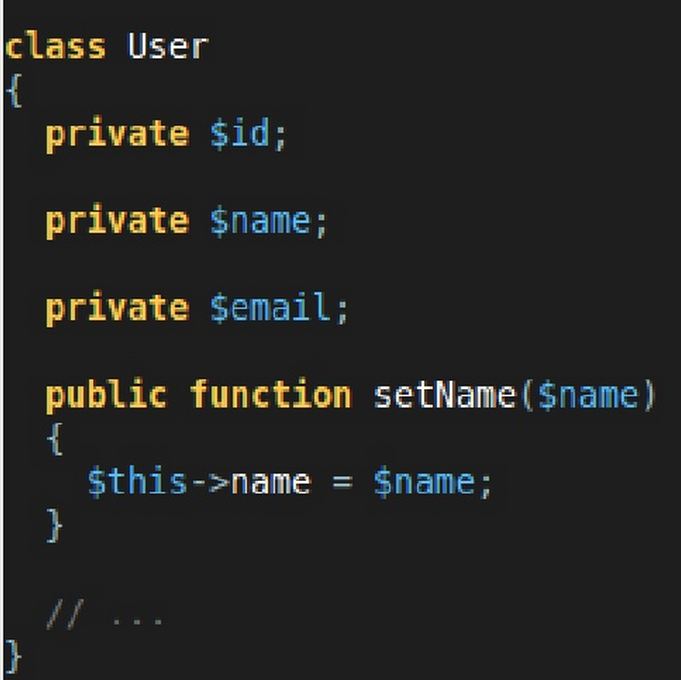 class User
{
  private $id;

  private $name;

  private $email;

  public function setName($name)
  {
    $this->name = $name;
  }

  // ...
}